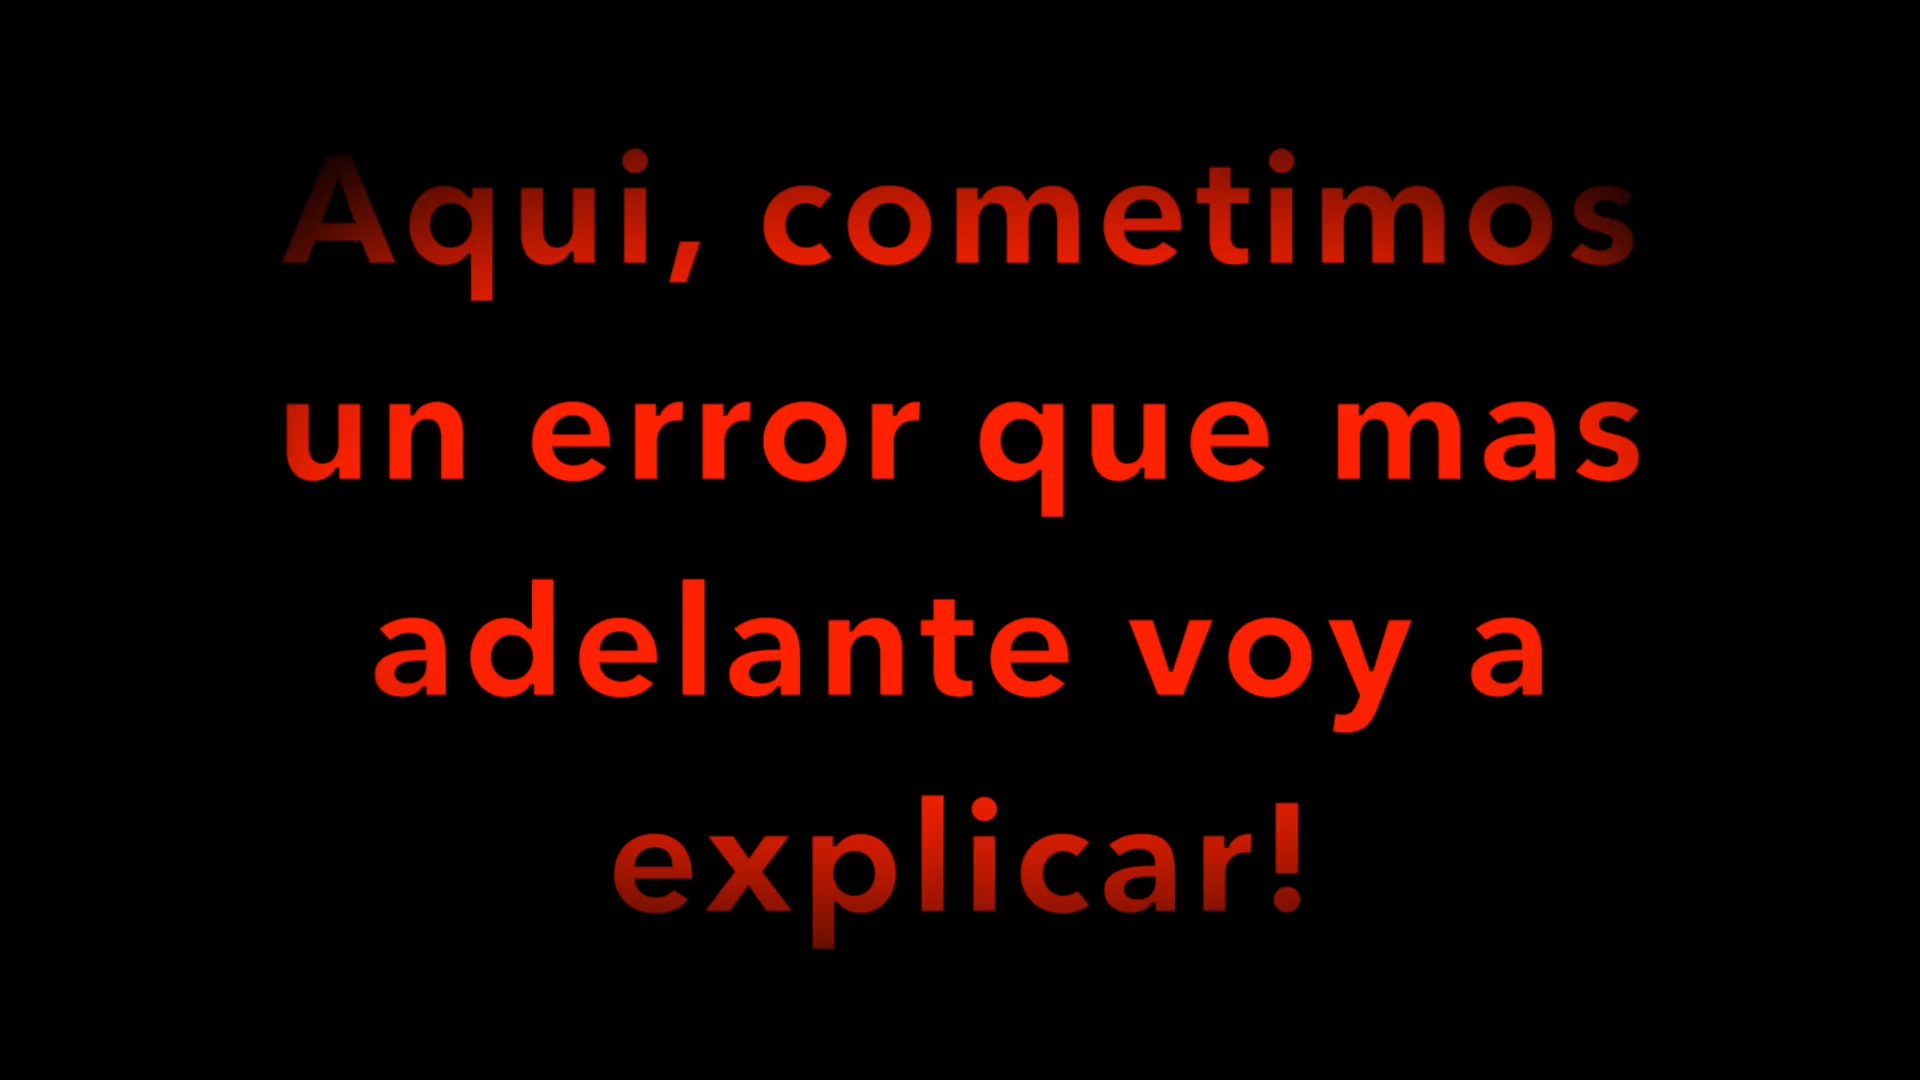 Aqui, cometimos
un error que mas
adelante voy a
explicar!